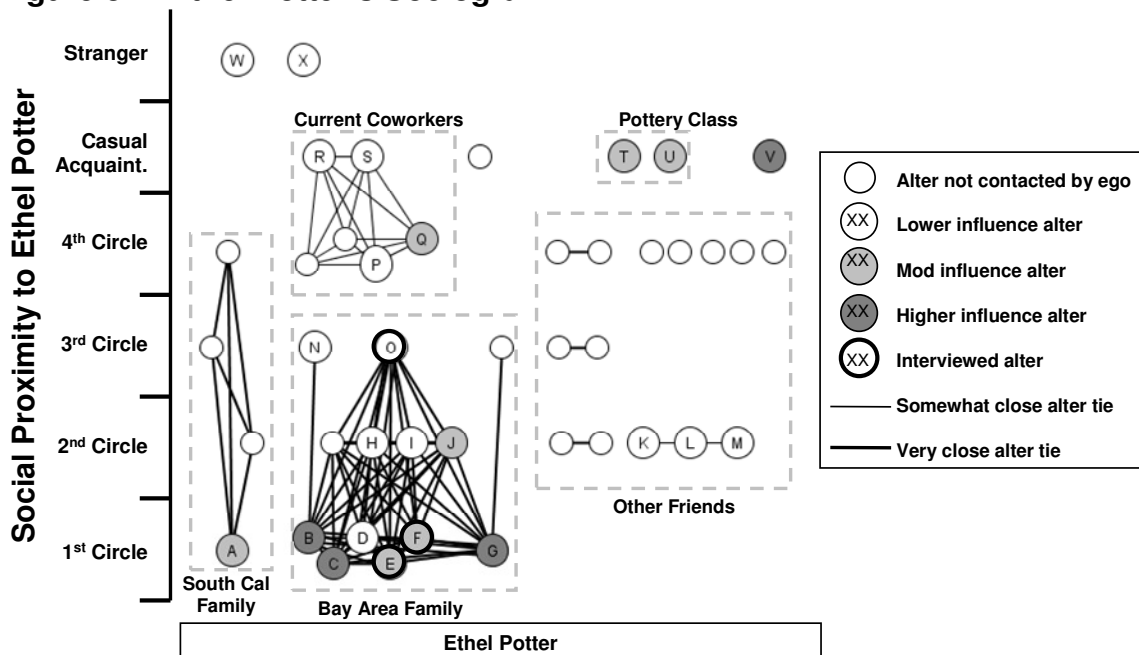 Stranger
W X
Current Coworkers
Pottery Class
Casual
Acquaint.
R S
T U V
4th Circle
Q
P
3rd Circle
N O
2nd Circle
H I J
K L M
Other Friends
1st Circle
B D F
A C E G
South Cal
Family
Bay Area Family
Ethel Potter
Social Proximity to Ethel Potter
XX
XX
XX
XX
Alter not contacted by ego
Lower influence alter
Mod influence alter
Higher influence alter
Interviewed alter
Somewhat close alter tie
Very close alter tie